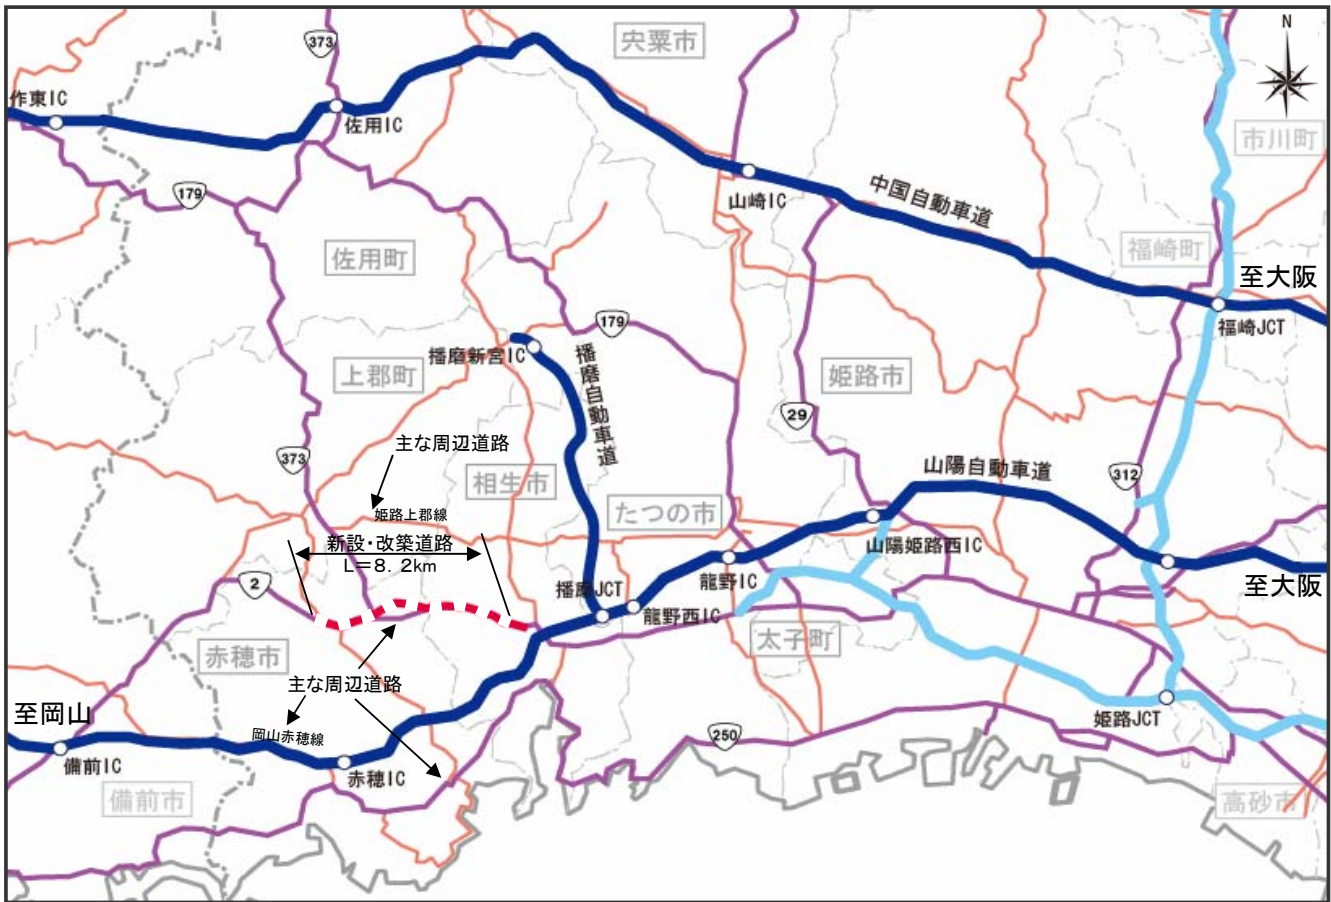 373
宍粟市
N
作東IC
佐用IC
市川町
山崎IC
中国自動車道
179
佐用町
福崎町
至大阪
福崎JCT
179
播磨新宮IC
播磨自動車道
上郡町
姫路市
29
373
主な周辺道路
相生市
山陽自動車道
312
姫路上郡線
たつの市
新設・改築道路
L=8.2km
山陽姫路西IC
龍野IC
至大阪
2
播磨JCT
龍野西IC
太子町
赤穂市
主な周辺道路
至岡山
岡山赤穂線
姫路JCT
250
備前IC
赤穂IC
備前市
高砂市